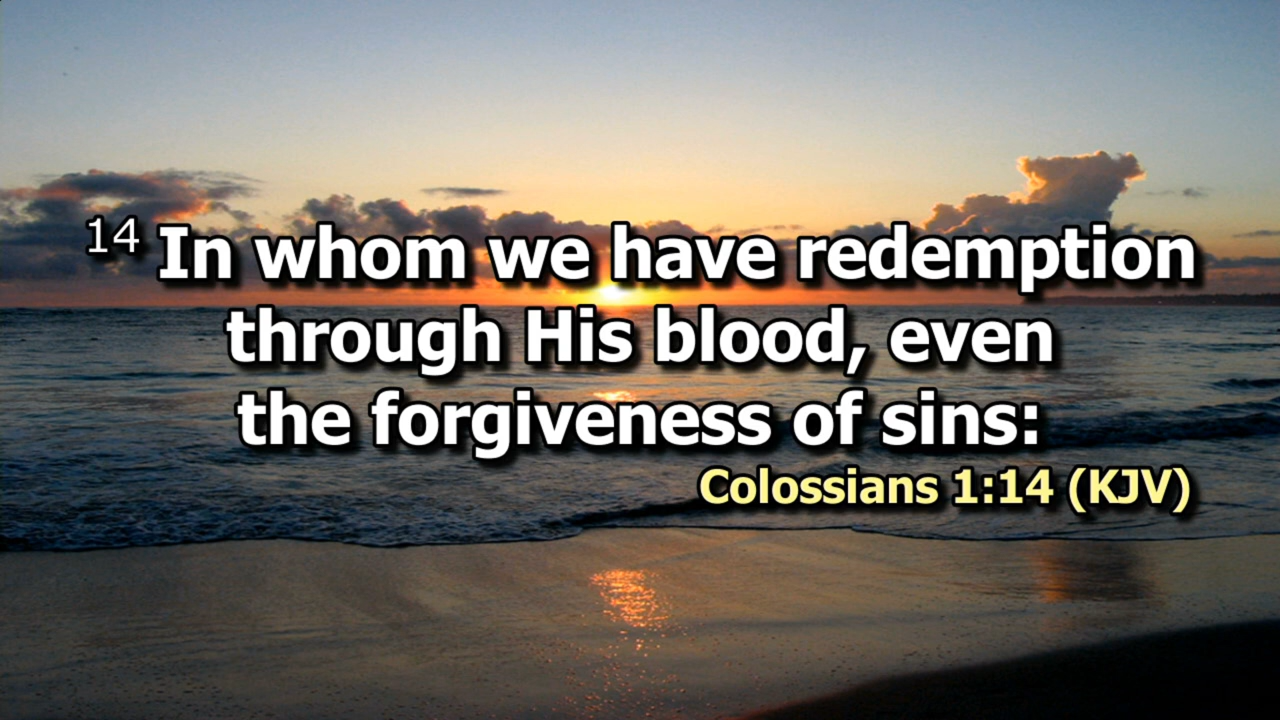 14 In whom we have redemption
through His blood, even
the forgiveness of sins:
Colossians 1:14 (KJV)